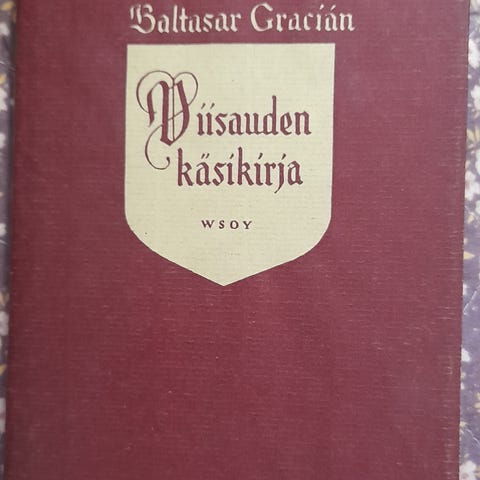 Baltasar Gracián
Viisauden
käsikirja
WSOY